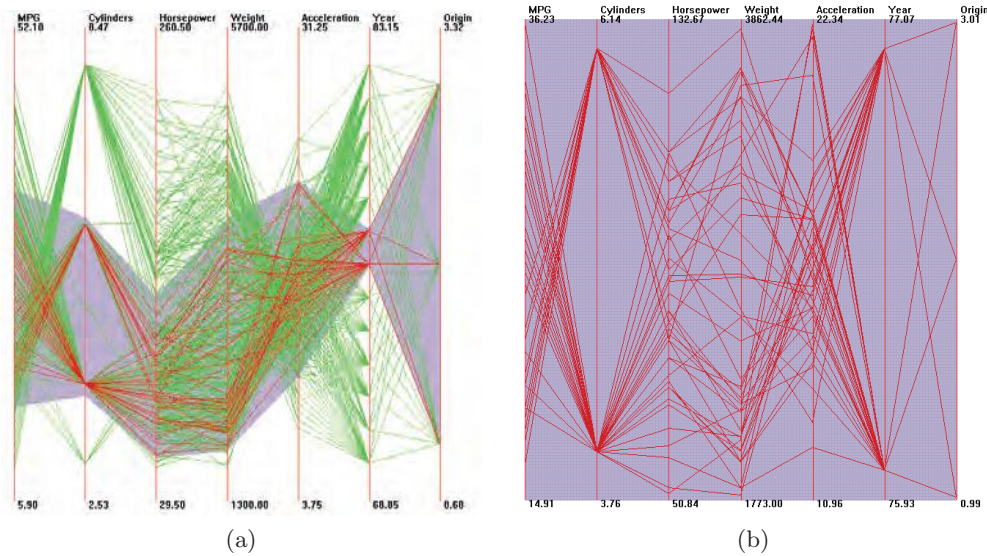 MPG Cylinders Horsepower Weight Acceleration Year Origin
52.10 8.47 260.50 5700.00 31.25 83.15 3.32
5.90 2.53 29.50 1300.00 3.75 68.85 0.68
(a)
MPG Cylinders Horsepower Weight Acceleration Year Origin
36.23 6.14 132.67 3862.44 22.34 77.07 3.01
14.91 3.76 50.84 1773.00 10.96 75.93 0.99
(b)